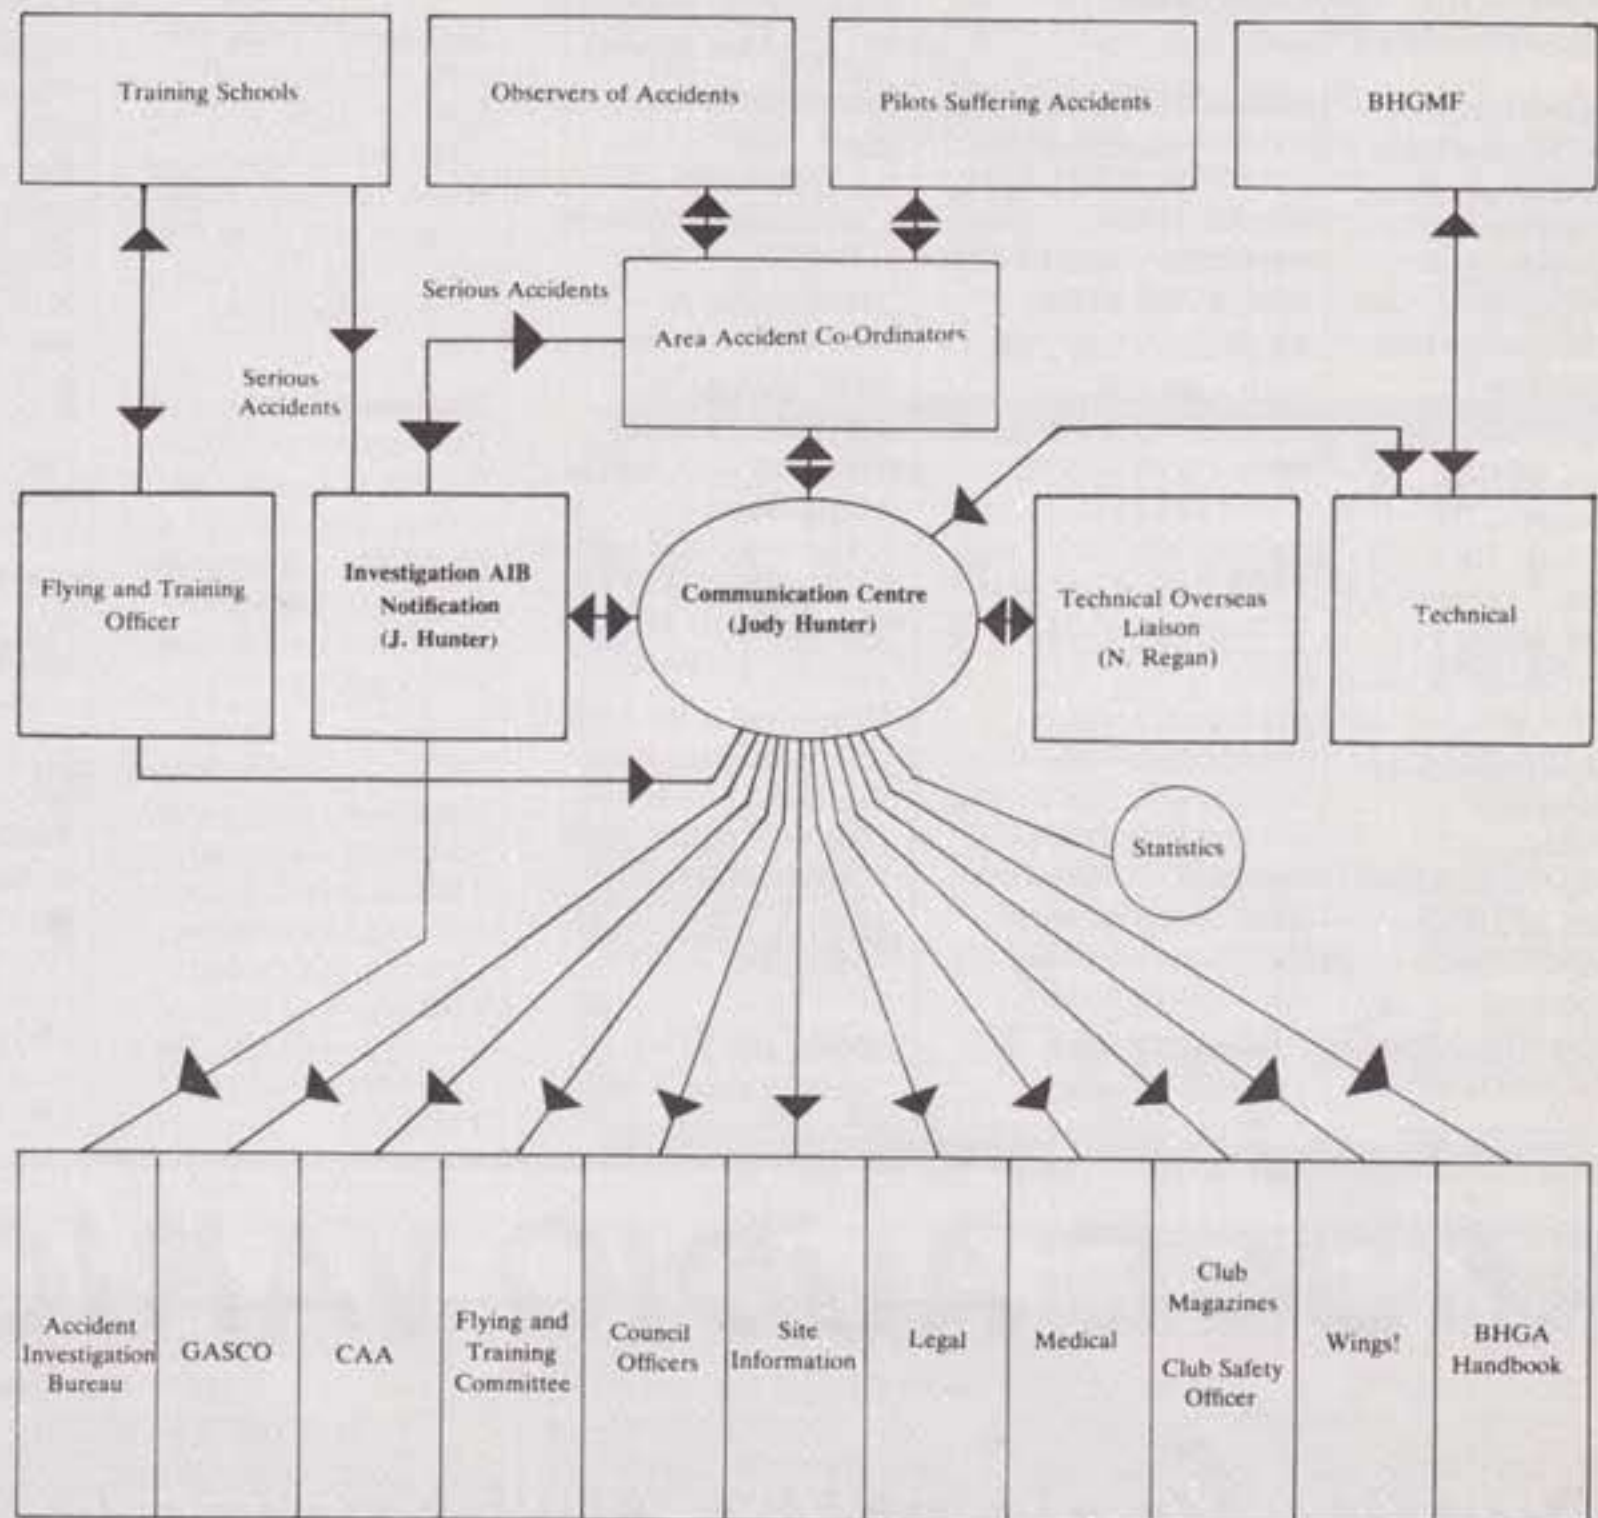 Training Schools
Observers of Accidents
Pilots Suffering Accidents
BHGMF
Serious Accidents
Area Accident Co-Ordinators
Serious
Accidents
Flying and Training
Officer
Investigation AIB
Notification
(J. Hunter)
Communication Centre
(Judy Hunter)
Technical Overseas
Liaison
(N. Regan)
Technical
Statistics
Accident
Investigation
Bureau
GASCO
CAA
Flying and
Training
Committee
Council
Officers
Site
Information
Legal
Medical
Club
Magazines
Club Safety
Officer
Wings!
BHGA
Handbook